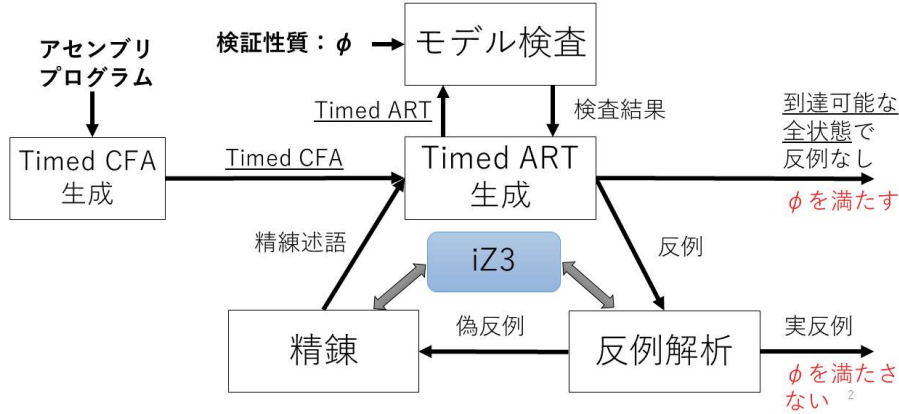 検証性質：φ
モデル検査
アセンブリ
プログラム
Timed ART
検査結果
到達可能な
全状態で
反例なし
φを満たす
Timed CFA
生成
Timed CFA
Timed ART
生成
精練述語
iZ3
反例
精錬
偽反例
反例解析
実反例
φを満たさ
ない
2